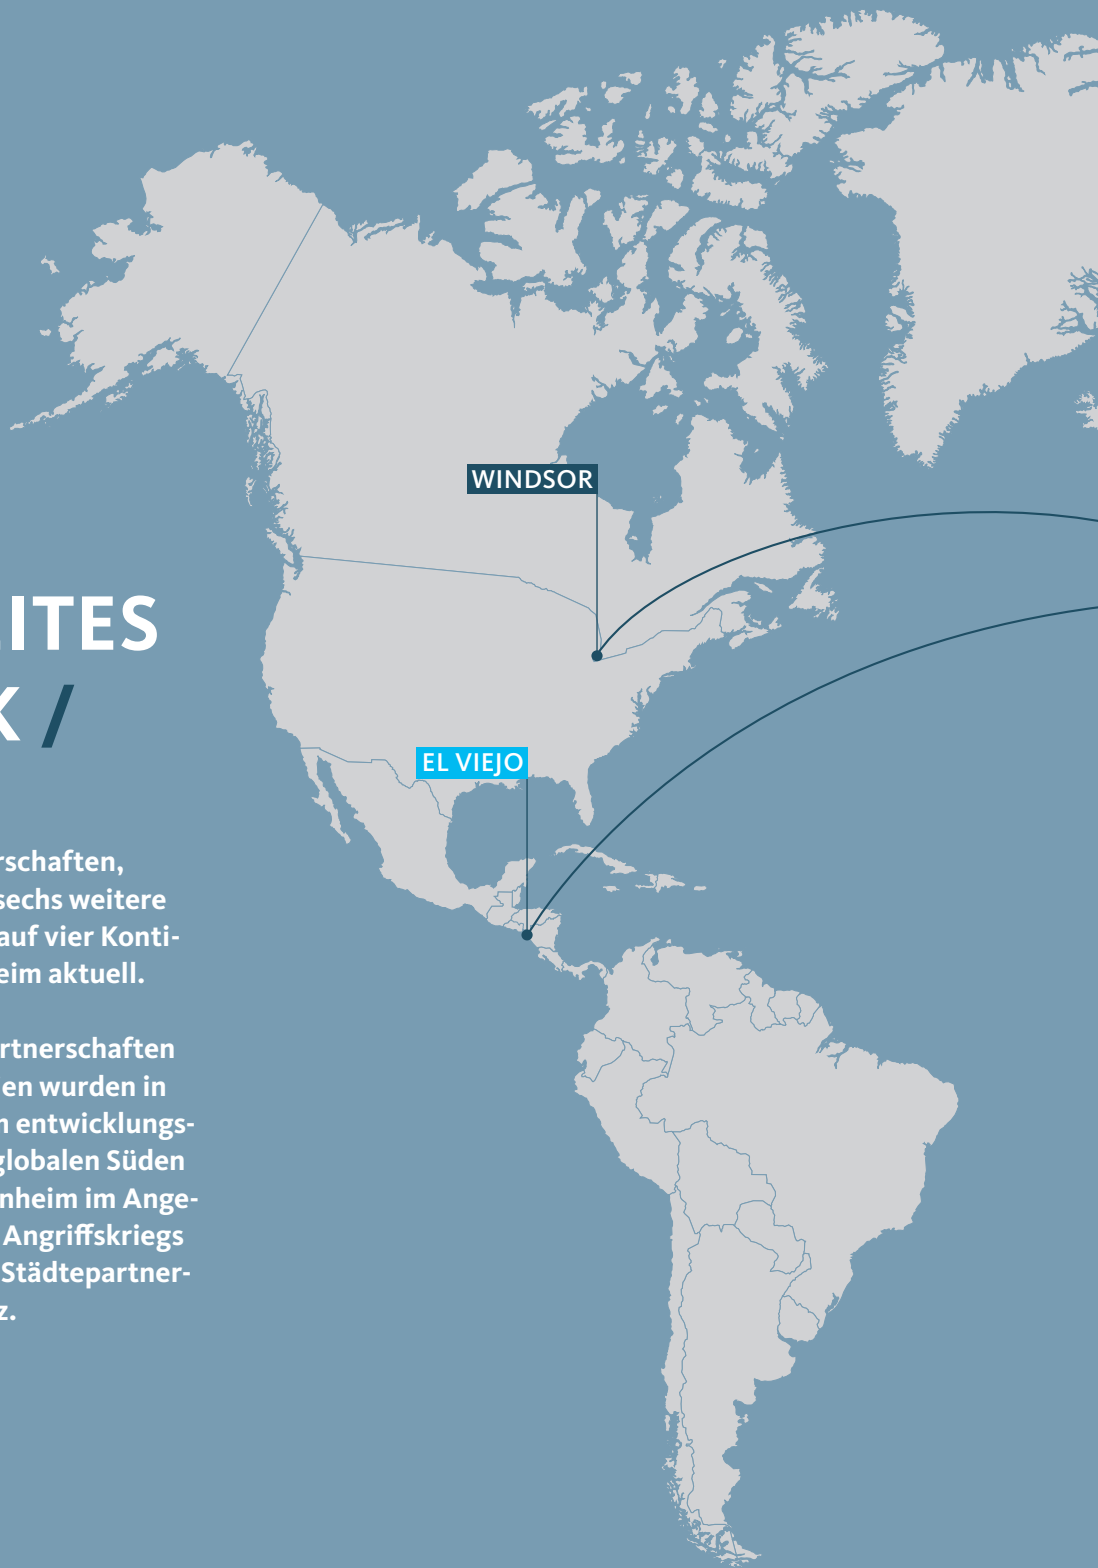 WINDSOR
ITES
K /
EL VIEJO
rschaften,
sechs weitere
auf vier Konti-
eim aktuell.
rtnerschaften
en wurden in
n entwicklungs-
globalen Süden
nheim im Ange-
Angriffskriegs
Städtepartner-
z.